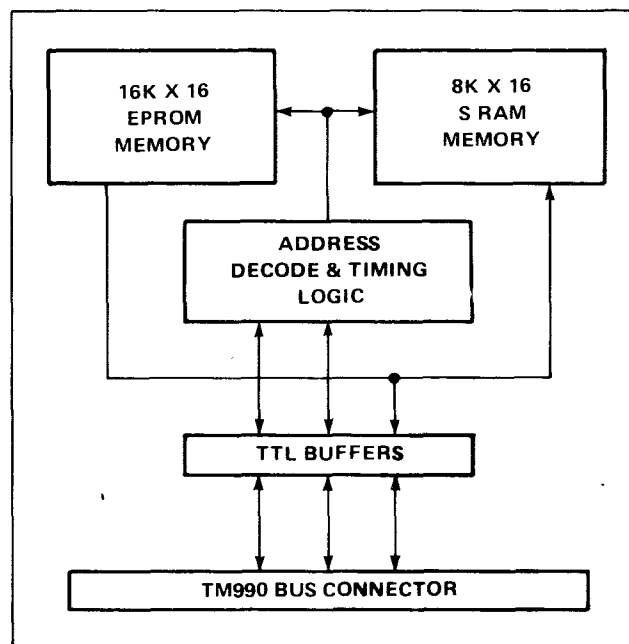 16K X 16
EPROM
MEMORY
8K X 16
S RAM
MEMORY
ADDRESS
DECODE & TIMING
LOGIC
TTL BUFFERS
TM990 BUS CONNECTOR